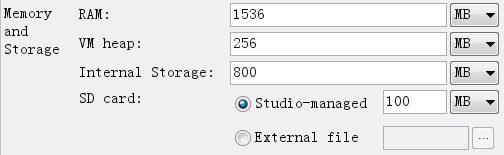 Memory and Storage
RAM: 1536 MB
VM heap: 256 MB
Internal Storage: 800 MB
SD card: Studio-managed 100 MB
External file ...